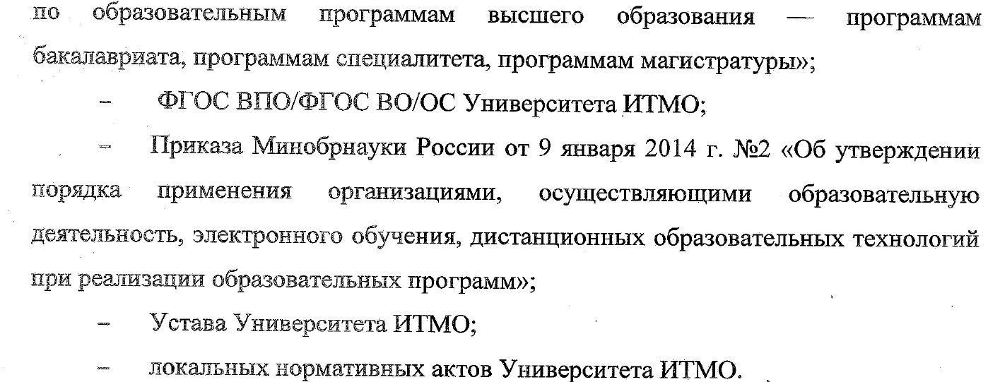 по образовательным программам высшего образования — программам
бакалавриата, программам специалитета, программам магистратуры»;
– ФГОС ВПО/ФГОС ВО/ОС Университета ИТМО;
– Приказа Минобрнауки России от 9 января 2014 г. №2 «Об утверждении
порядка применения организациями, осуществляющими образовательную
деятельность, электронного обучения, дистанционных образовательных технологий
при реализации образовательных программ»;
– Устава Университета ИТМО;
– локальных нормативных актов Университета ИТМО.